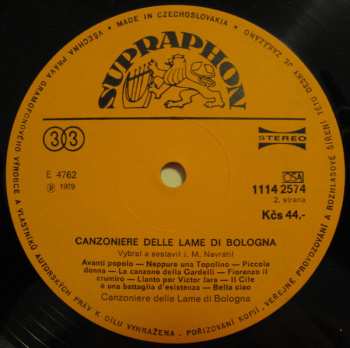 MADE IN CZECHOSLOVAKIA • VŠECHNA PRÁVA GRAMOFONOVÉHO VÝROBCE A VLASTNÍKŮ AUTORSKÝCH PRÁV K DÍLU VYHRAŽENA • POŘIZOVÁNÍ KOPIÍ, VEŘEJNÉ PROVOZOVÁNÍ A ROZHLASOVÉ ŠÍŘENÍ TÉTO DESKY JE ZAKÁZÁNO
SUPRAPHON
33
STEREO
E 4762
Ⓟ 1979
OSA
1114 2574
2. strana
Kčs 44.-
CANZONIERE DELLE LAME DI BOLOGNA
Vybral a sestavil J. M. Navrátil
Avanti popolo — Neppure una Topolino — Piccola
donna — La canzone della Gardelli — Fiorenzo il
crumiro — Llanto per Victor Jara — Il Cile
è una battaglia d'esistenza — Bella ciao
Canzoniere delle Lame di Bologna